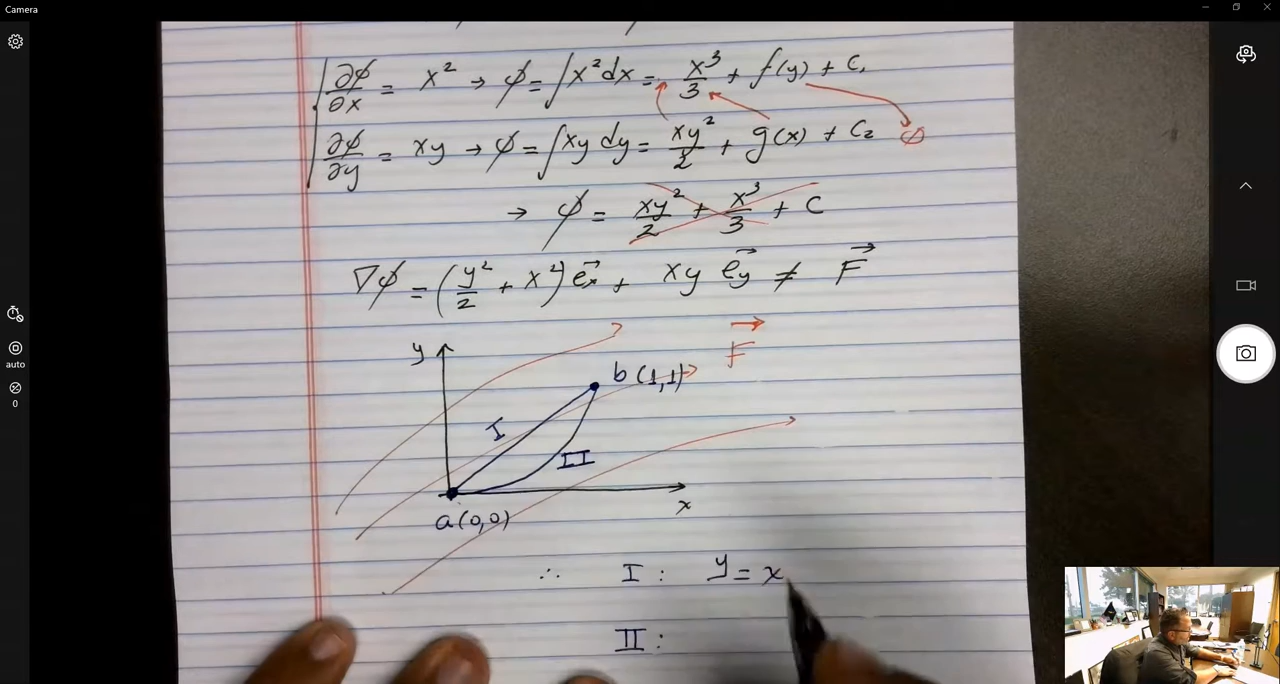 Camera
∂φ/∂x = x² → φ = ∫x²dx = x³/3 + f(y) + C₁
∂φ/∂y = xy → φ = ∫xy dy = xy²/2 + g(x) + C₂ φ
→ φ = xy²/2 + x³/3 + C
∇φ = (y²/2 + x²)e⃗x + xy e⃗y ≠ F⃗
y F⃗
b(1,1)
I
II
x
a(0,0)
∴ I: y = x
II:
auto
0